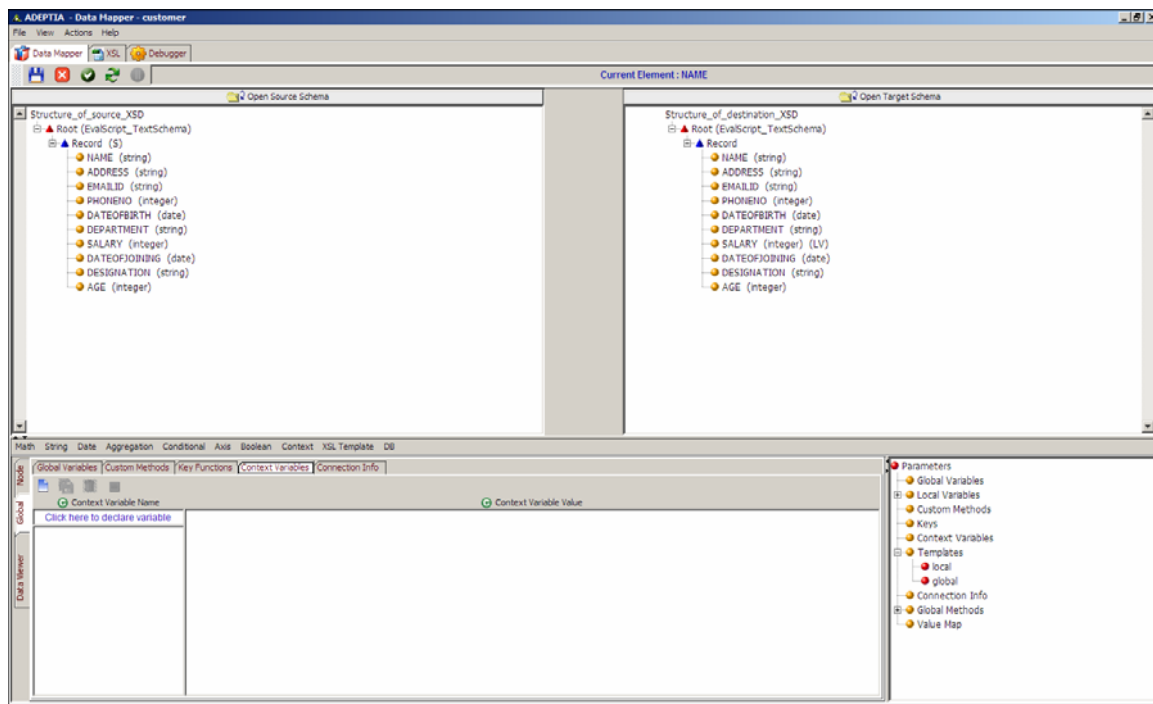 ADEPTIA - Data Mapper - customer
File View Actions Help
Data Mapper XSL Debugger
Current Element : NAME
Open Source Schema
Open Target Schema
Structure_of_source_XSD
Root (EvalScript_TextSchema)
Record (S)
NAME (string)
ADDRESS (string)
EMAILID (string)
PHONENO (integer)
DATEOFBIRTH (date)
DEPARTMENT (string)
SALARY (integer)
DATEOFJOINING (date)
DESIGNATION (string)
AGE (integer)
Structure_of_destination_XSD
Root (EvalScript_TextSchema)
Record
NAME (string)
ADDRESS (string)
EMAILID (string)
PHONENO (integer)
DATEOFBIRTH (date)
DEPARTMENT (string)
SALARY (integer) (LV)
DATEOFJOINING (date)
DESIGNATION (string)
AGE (integer)
Math String Date Aggregation Conditional Axis Boolean Context XSL Template DB
Node
Global
Data Viewer
Global Variables Custom Methods Key Functions Context Variables Connection Info
Context Variable Name
Context Variable Value
Click here to declare variable
Parameters
Global Variables
Local Variables
Custom Methods
Keys
Context Variables
Templates
local
global
Connection Info
Global Methods
Value Map